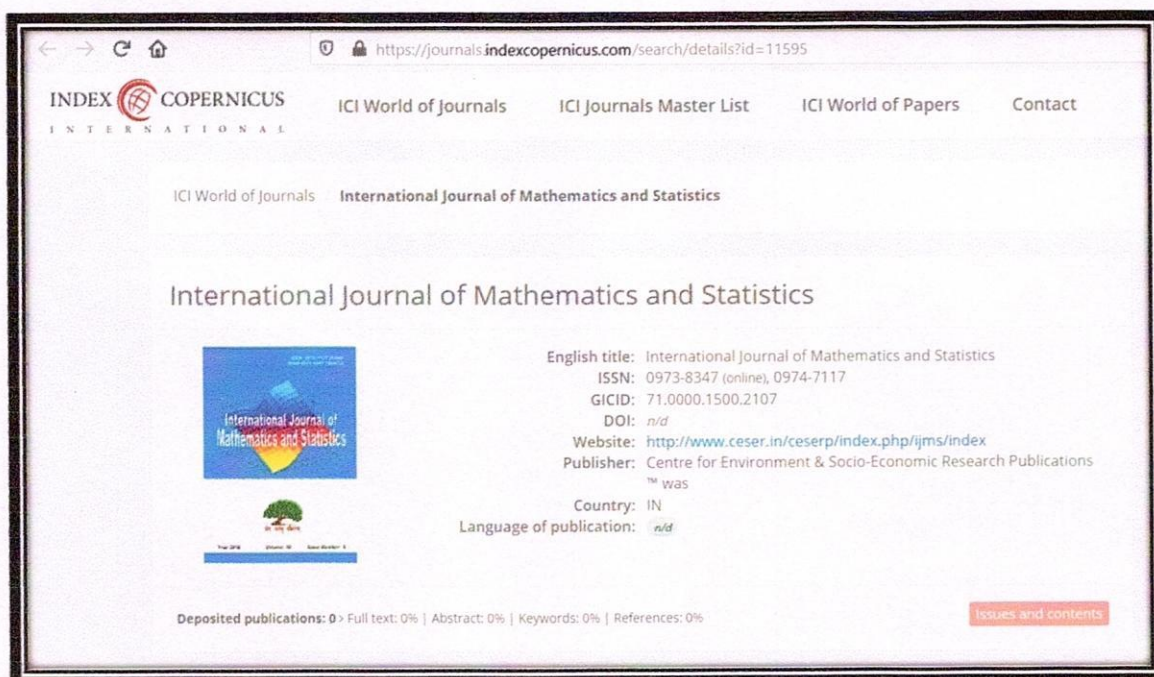 https://journals.indexcopernicus.com/search/details?id=11595
INDEX COPERNICUS
INTERNATIONAL
ICI World of Journals ICI Journals Master List ICI World of Papers Contact
ICI World of Journals International Journal of Mathematics and Statistics
International Journal of Mathematics and Statistics
International Journal of
Mathematics and Statistics
English title: International Journal of Mathematics and Statistics
ISSN: 0973-8347 (online), 0974-7117
GICID: 71.0000.1500.2107
DOI: n/d
Website: http://www.ceser.in/ceserp/index.php/ijms/index
Publisher: Centre for Environment & Socio-Economic Research Publications
™ was
Country: IN
Language of publication: n/d
Deposited publications: 0 > Full text: 0% | Abstract: 0% | Keywords: 0% | References: 0%
Issues and contents